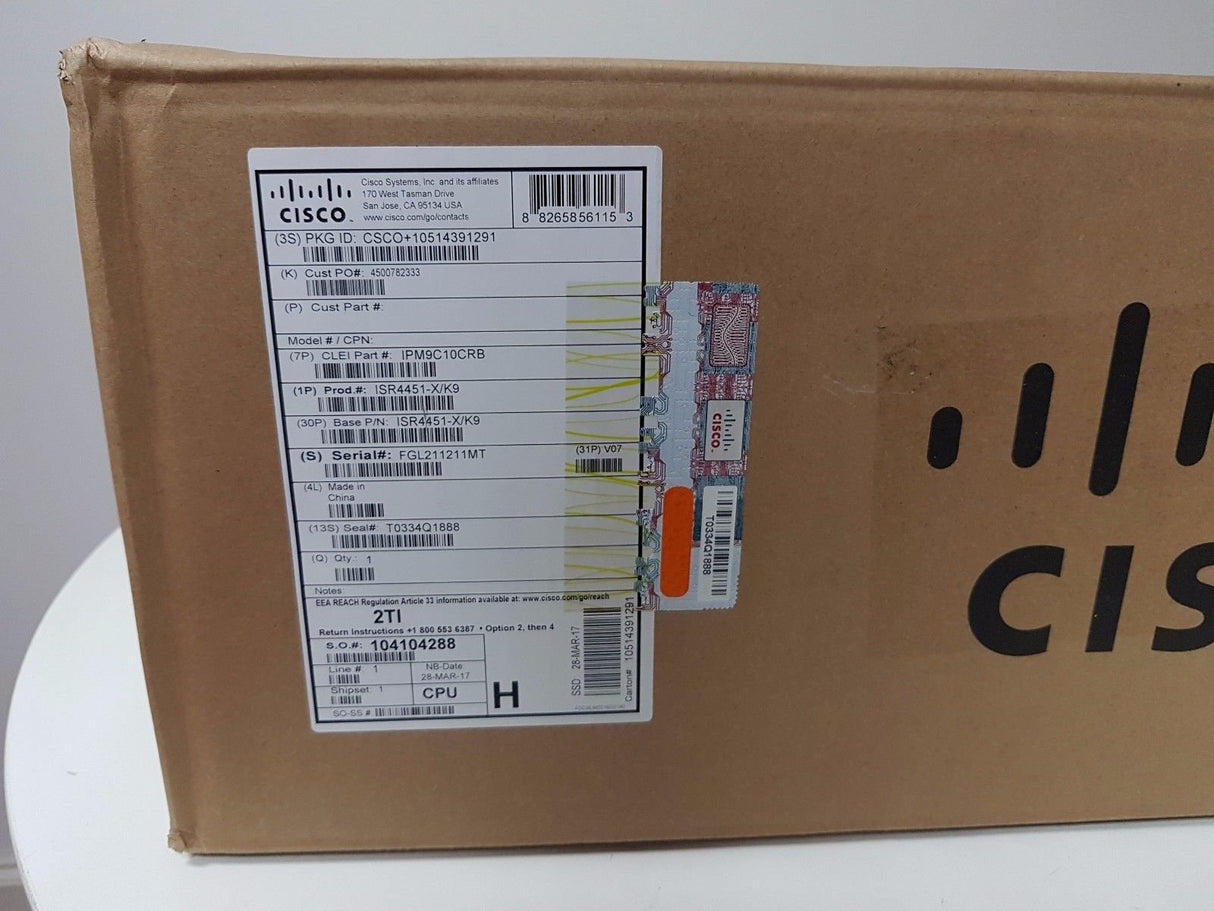 CISCO
Cisco Systems, Inc. and its affiliates
170 West Tasman Drive
San Jose, CA 95134 USA
www.cisco.com/go/contacts
8 8265856115 3
(3S) PKG ID: CSCO+10514391291
(K) Cust PO#: 4500782333
(P) Cust Part #:
Model # / CPN:
(7P) CLEI Part #: IPM9C10CRB
(1P) Prod.#: ISR4451-X/K9
(30P) Base P/N: ISR4451-X/K9
(S) Serial#: FGL211211MT
(31P) V07
(4L) Made in
China
(13S) Seal#: T0334Q1888
(Q) Qty.: 1
Notes:
EEA REACH Regulation Article 33 information available at: www.cisco.com/go/reach
2TI
Return Instructions +1 800 553 6387 • Option 2, then 4
S.O.#: 104104288
Line # 1
NB-Date
28-MAR-17
Shipset: 1
CPU
SO-SS #
H
SSD 28-MAR-17
Carton# 10514391291
CISCO.
T0334Q1888
CIS